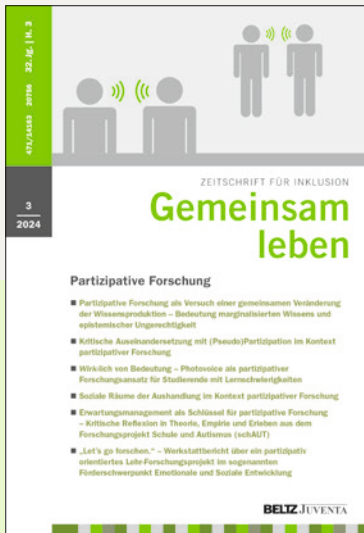 32. Jg. | H. 3
20756
3
2024
ZEITSCHRIFT FÜR INKLUSION
Gemeinsam
leben
Partizipative Forschung
■ Partizipative Forschung als Versuch einer gemeinsamen Veränderung
der Wissensproduktion – Bedeutung marginalisierten Wissens und
epistemischer Ungerechtigkeit
■ Kritische Auseinandersetzung mit (Pseudo)Partizipation im Kontext
partizipativer Forschung
■ Wirklich von Bedeutung – Photovoice als partizipativer
Forschungsansatz für Studierende mit Lernschwierigkeiten
■ Soziale Räume der Aushandlung im Kontext partizipativer Forschung
■ Erwartungsmanagement als Schlüssel für partizipative Forschung
– Kritische Reflexion in Theorie, Empirie und Erleben aus dem
Forschungsprojekt Schule und Autismus (schAUT)
■ „Let's go forschen.“ – Werkstattbericht über ein partizipativ
orientiertes Lehr-Forschungsprojekt im sogenannten
Förderschwerpunkt Emotionale und Soziale Entwicklung
BELTZ JUVENTA